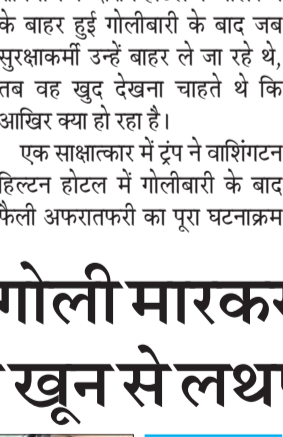 के बाहर हुई गोलीबारी के बाद जब
सुरक्षाकर्मी उन्हें बाहर ले जा रहे थे,
तब वह खुद देखना चाहते थे कि
आखिर क्या हो रहा है।
एक साक्षात्कार में ट्रंप ने वाशिंगटन
हिल्टन होटल में गोलीबारी के बाद
फैली अफरातफरी का पूरा घटनाक्रम
गोली मारकर
खून से लथप